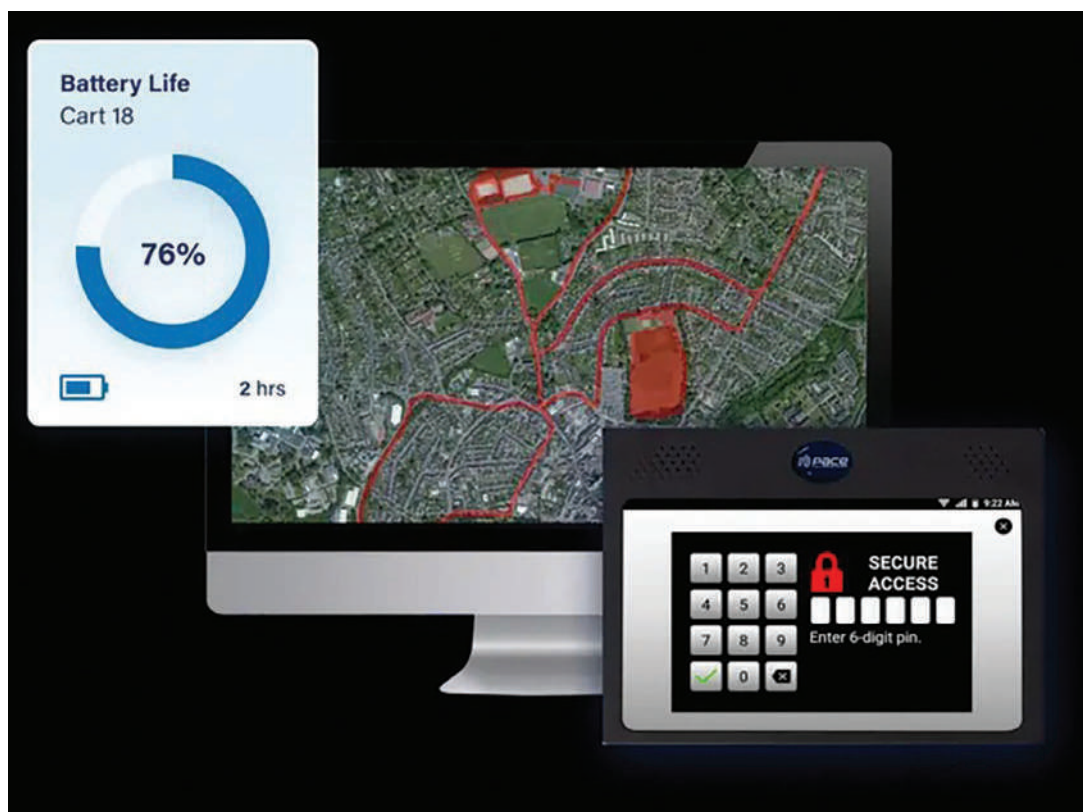 Battery Life
Cart 18
76%
2 hrs
PACE
9:22 AM
1 2 3
4 5 6
7 8 9
0
SECURE
ACCESS
Enter 6-digit pin.